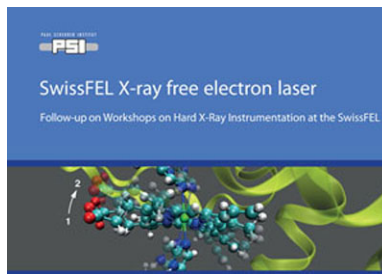 PAUL SCHERRER INSTITUT
PSI
SwissFEL X-ray free electron laser
Follow-up on Workshops on Hard X-Ray Instrumentation at the SwissFEL
2
1